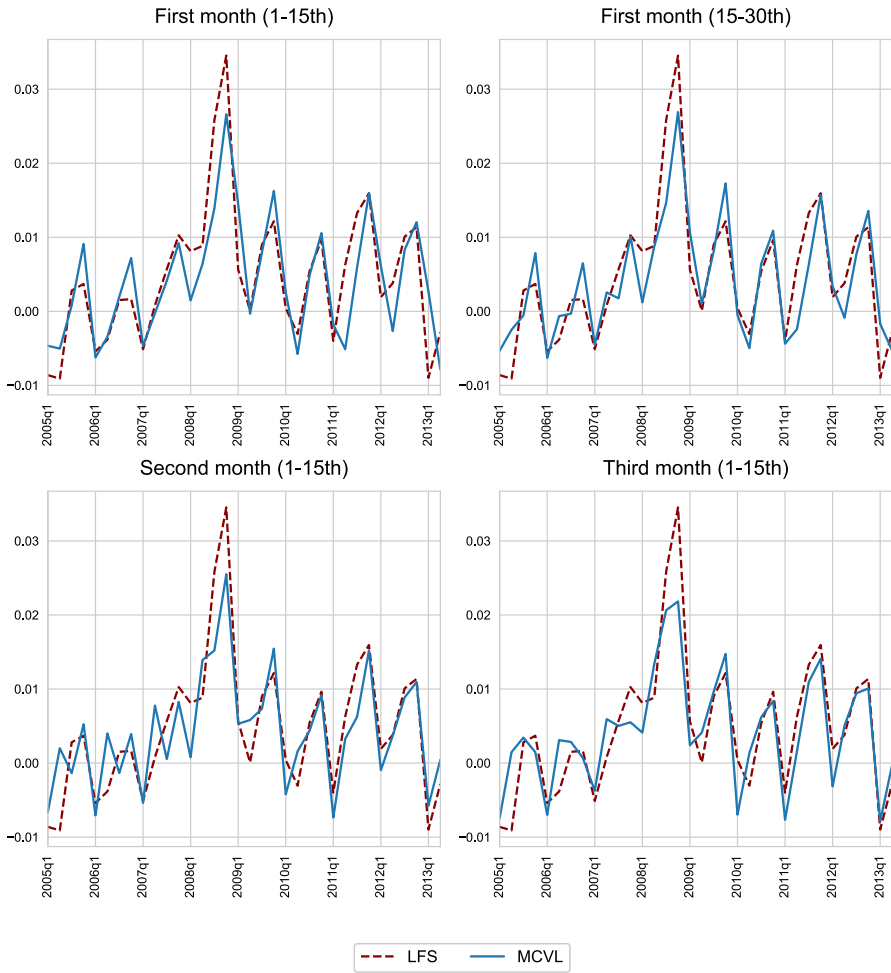 First month (1-15th)
First month (15-30th)
0.03
0.02
0.01
0.00
−0.01
2005q1
2006q1
2007q1
2008q1
2009q1
2010q1
2011q1
2012q1
2013q1
0.03
0.02
0.01
0.00
−0.01
2005q1
2006q1
2007q1
2008q1
2009q1
2010q1
2011q1
2012q1
2013q1
Second month (1-15th)
Third month (1-15th)
0.03
0.02
0.01
0.00
−0.01
2005q1
2006q1
2007q1
2008q1
2009q1
2010q1
2011q1
2012q1
2013q1
0.03
0.02
0.01
0.00
−0.01
2005q1
2006q1
2007q1
2008q1
2009q1
2010q1
2011q1
2012q1
2013q1
LFS
MCVL